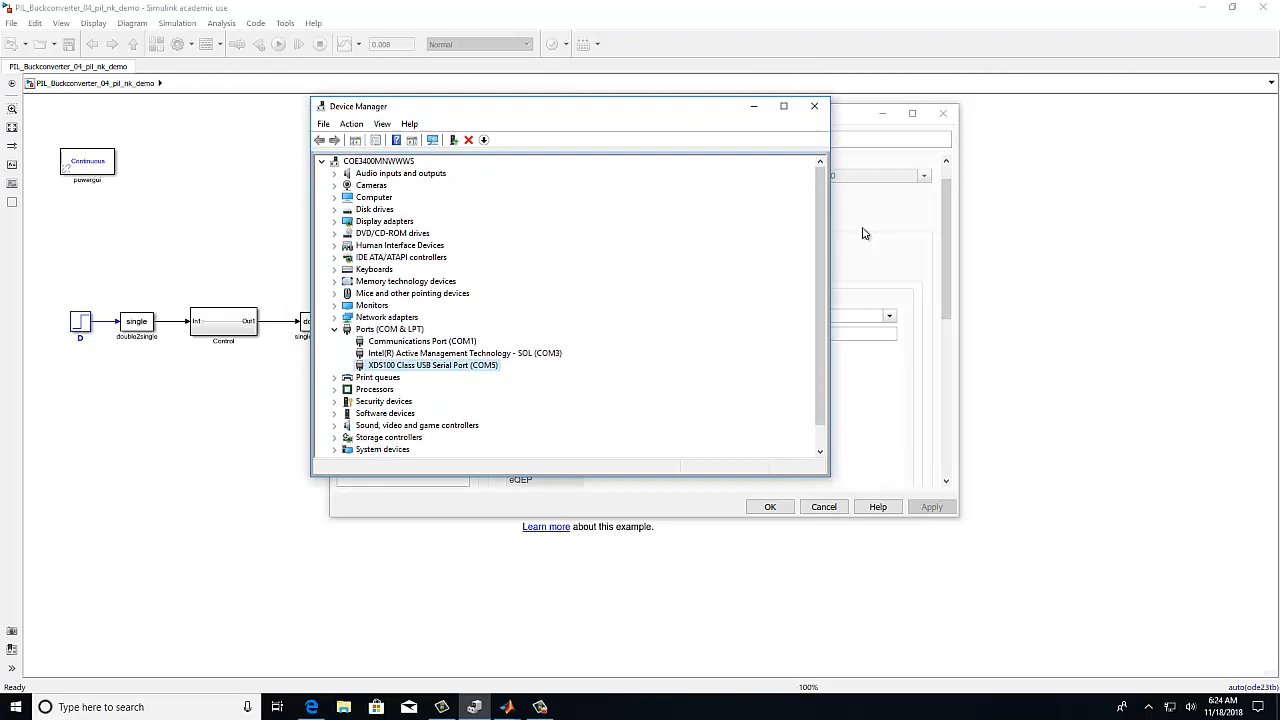 PIL_Buckconverter_04_pil_nk_demo - Simulink academic use
File Edit View Display Diagram Simulation Analysis Code Tools Help
0.008 Normal
PIL_Buckconverter_04_pil_nk_demo
PIL_Buckconverter_04_pil_nk_demo
Continuous
powergui
D
single
double2single
In1 Out1
Control
Device Manager
File Action View Help
COE3400MNWWWS
Audio inputs and outputs
Cameras
Computer
Disk drives
Display adapters
DVD/CD-ROM drives
Human Interface Devices
IDE ATA/ATAPI controllers
Keyboards
Memory technology devices
Mice and other pointing devices
Monitors
Network adapters
Ports (COM & LPT)
Communications Port (COM1)
Intel(R) Active Management Technology - SOL (COM3)
XDS100 Class USB Serial Port (COM5)
Print queues
Processors
Security devices
Software devices
Sound, video and game controllers
Storage controllers
System devices
eQEP
OK Cancel Help Apply
Learn more about this example.
Ready 100% auto(ode23tb)
Type here to search
6:24 AM
11/18/2018